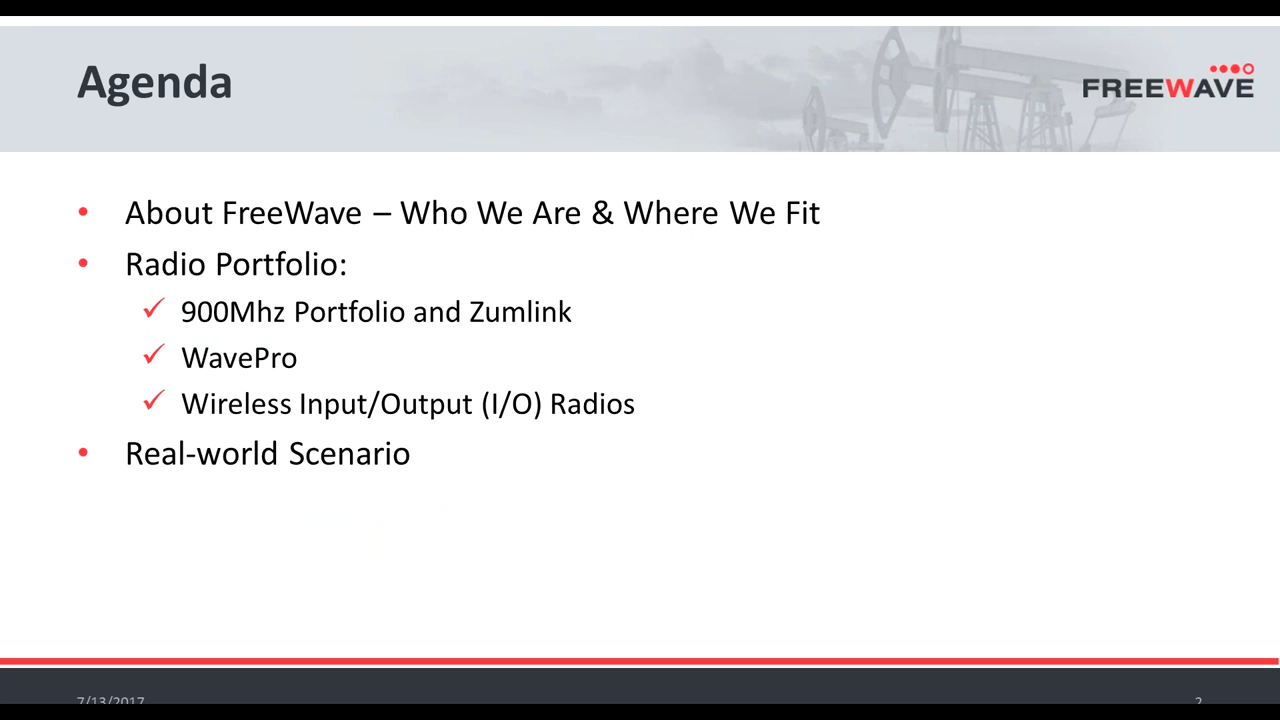 Agenda
FREEWAVE
• About FreeWave – Who We Are & Where We Fit
• Radio Portfolio:
✓ 900Mhz Portfolio and Zumlink
✓ WavePro
✓ Wireless Input/Output (I/O) Radios
• Real-world Scenario
7/13/2017
2